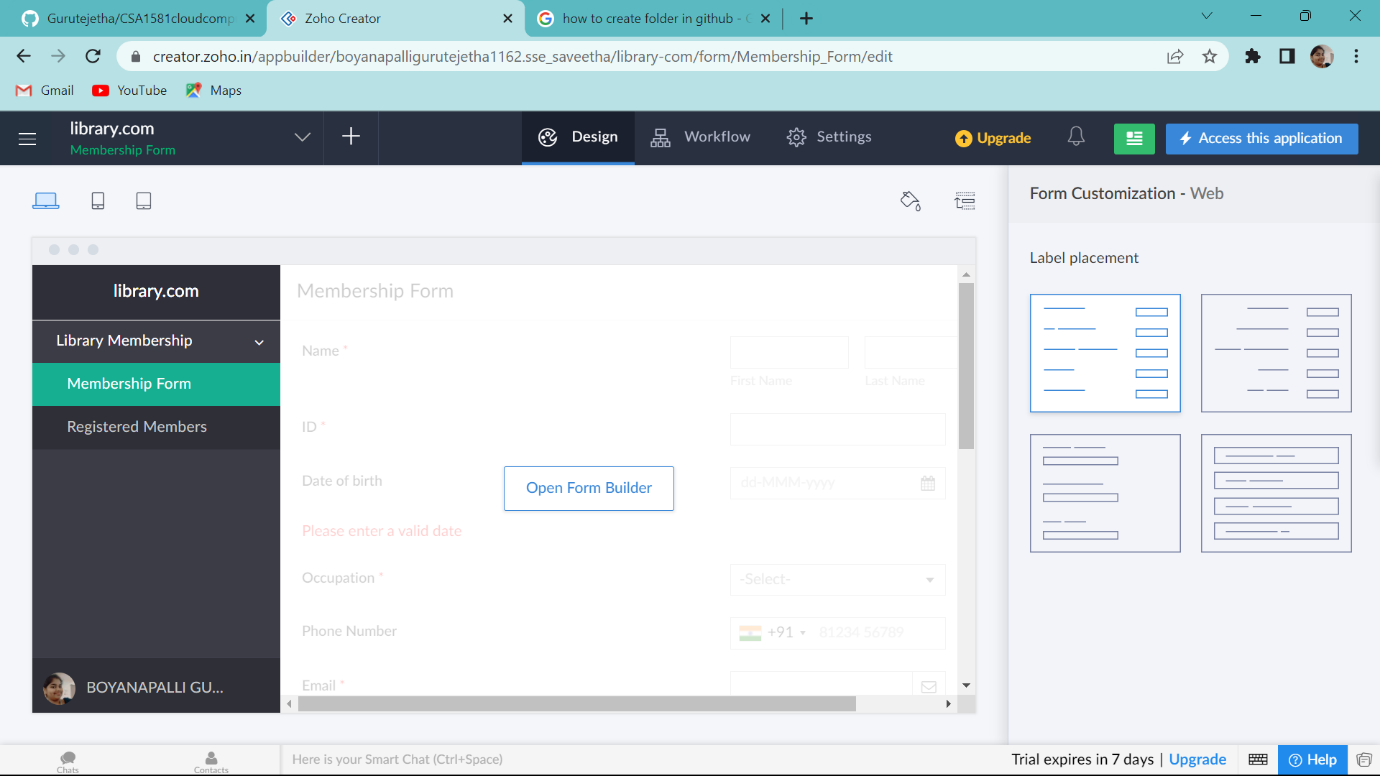 Gurutejetha/CSA1581cloudcomp
Zoho Creator
how to create folder in github - G
creator.zoho.in/appbuilder/boyanapalligurutejetha1162.sse_saveetha/library-com/form/Membership_Form/edit
Gmail
YouTube
Maps
library.com
Membership Form
Design
Workflow
Settings
Upgrade
Access this application
Form Customization - Web
Label placement
library.com
Library Membership
Membership Form
Registered Members
BOYANAPALLI GU...
Membership Form
Name *
First Name
Last Name
ID *
Date of birth
dd-MMM-yyyy
Open Form Builder
Please enter a valid date
Occupation *
-Select-
Phone Number
+91
81234 56789
Email *
Chats
Contacts
Here is your Smart Chat (Ctrl+Space)
Trial expires in 7 days | Upgrade
Help